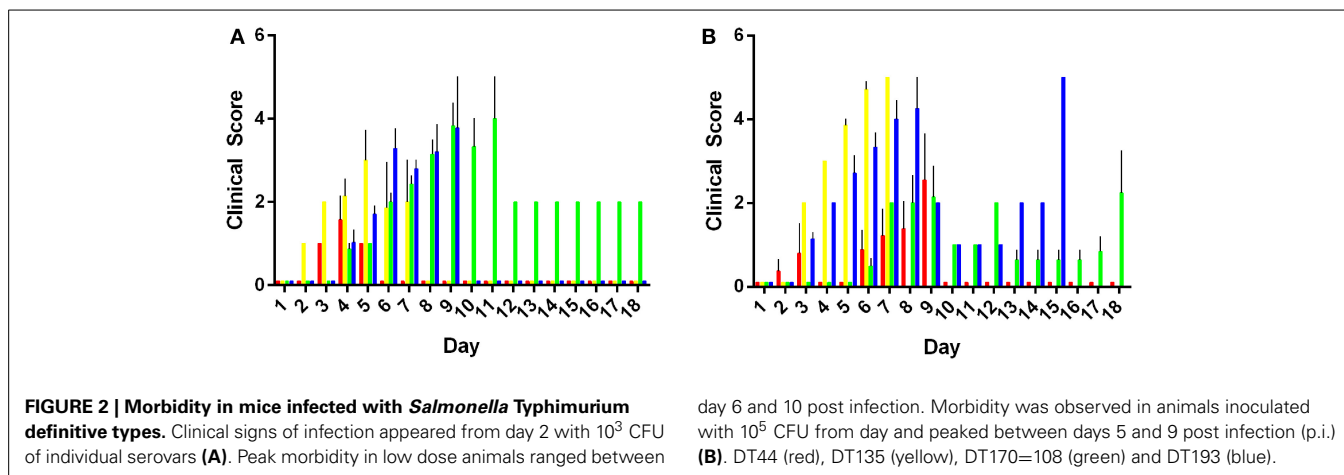 A
B
6
4
2
0
Clinical Score
1 2 3 4 5 6 7 8 9 10 11 12 13 14 15 16 17 18
Day
6
4
2
0
Clinical Score
1 2 3 4 5 6 7 8 9 10 11 12 13 14 15 16 17 18
Day
FIGURE 2 | Morbidity in mice infected with Salmonella Typhimurium
definitive types. Clinical signs of infection appeared from day 2 with 10³ CFU
of individual serovars (A). Peak morbidity in low dose animals ranged between
day 6 and 10 post infection. Morbidity was observed in animals inoculated
with 10⁵ CFU from day and peaked between days 5 and 9 post infection (p.i.)
(B). DT44 (red), DT135 (yellow), DT170=108 (green) and DT193 (blue).